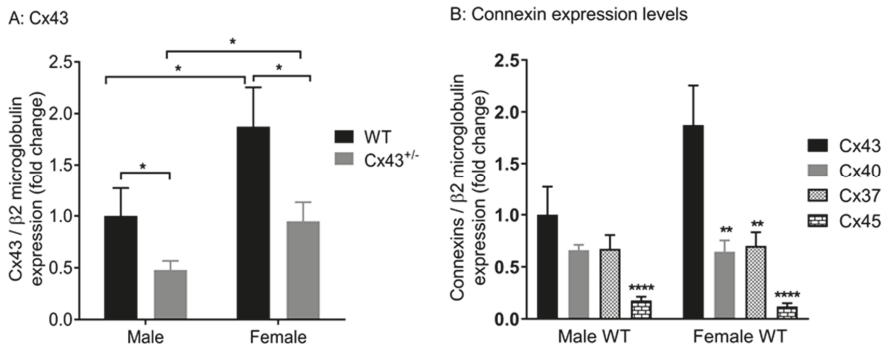 A: Cx43
Cx43 / β2 microglobulin
expression (fold change)
2.5
2.0
1.5
1.0
0.5
0.0
*
*
*
*
Male
Female
WT
Cx43+/-
B: Connexin expression levels
Connexins / β2 microglobulin
expression (fold change)
2.5
2.0
1.5
1.0
0.5
0.0
****
**
**
****
Male WT
Female WT
Cx43
Cx40
Cx37
Cx45